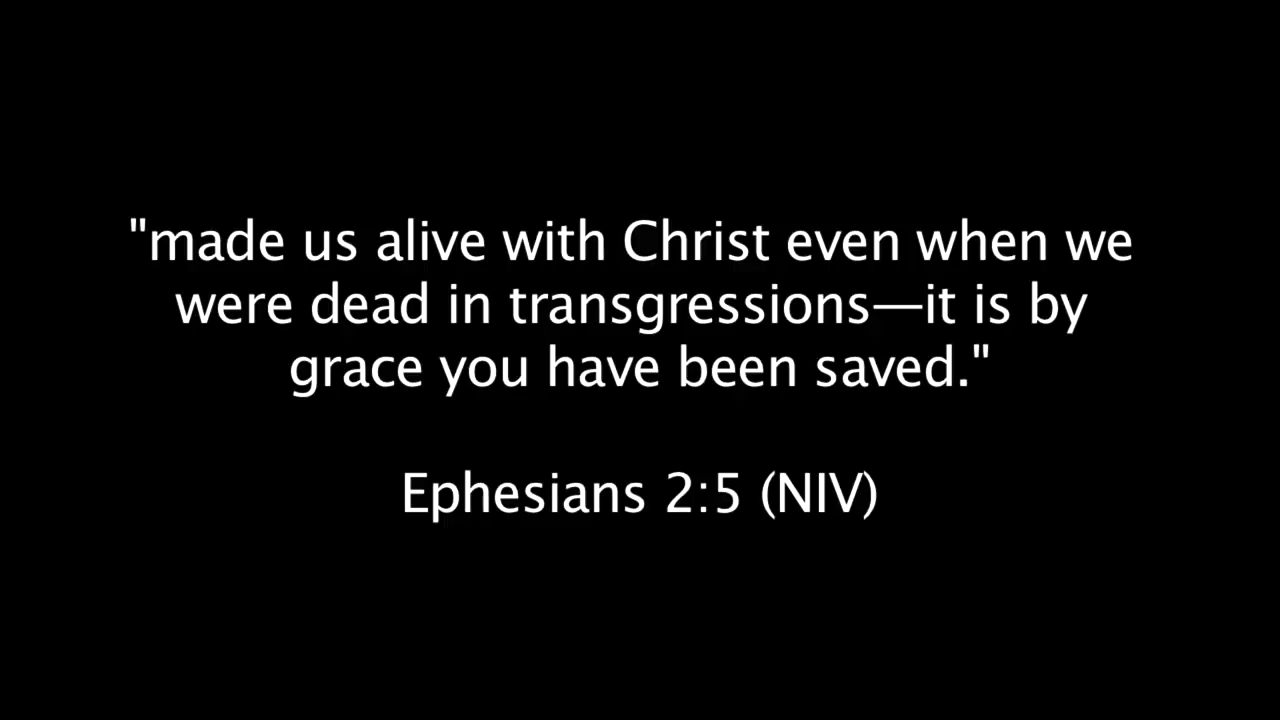 "made us alive with Christ even when we
were dead in transgressions—it is by
grace you have been saved."
Ephesians 2:5 (NIV)